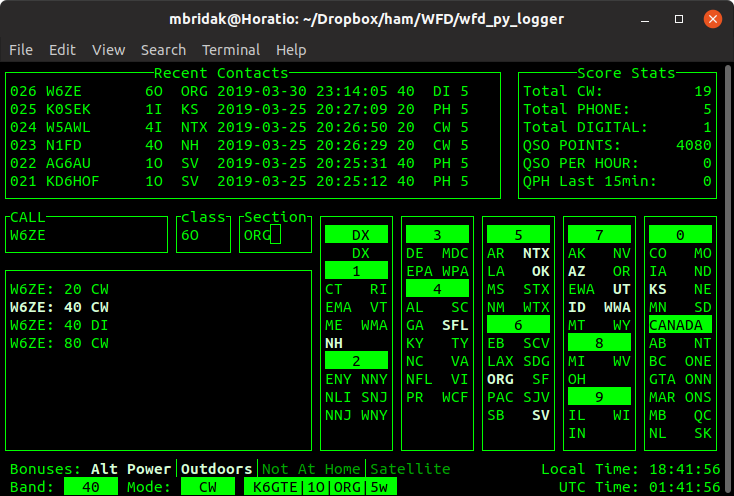 mbridak@Horatio: ~/Dropbox/ham/WFD/wfd_py_logger
File Edit View Search Terminal Help
Recent Contacts
026 W6ZE 6O ORG 2019-03-30 23:14:05 40 DI 5
025 K0SEK 1I KS 2019-03-25 20:27:09 20 PH 5
024 W5AWL 4I NTX 2019-03-25 20:26:50 20 CW 5
023 N1FD 4O NH 2019-03-25 20:26:29 20 CW 5
022 AG6AU 1O SV 2019-03-25 20:25:31 40 PH 5
021 KD6HOF 1O SV 2019-03-25 20:25:12 40 PH 5
Score Stats
Total CW: 19
Total PHONE: 5
Total DIGITAL: 1
QSO POINTS: 4080
QSO PER HOUR: 0
QPH Last 15min: 0
CALL class Section
W6ZE 6O ORG
W6ZE: 20 CW
W6ZE: 40 CW
W6ZE: 40 DI
W6ZE: 80 CW
DX
DX
1
CT RI
EMA VT
ME WMA
NH
2
ENY NNY
NLI SNJ
NNJ WNY
3
DE MDC
EPA WPA
4
AL SC
GA SFL
KY TY
NC VA
NFL VI
PR WCF
5
AR NTX
LA OK
MS STX
NM WTX
6
EB SCV
LAX SDG
ORG SF
PAC SJV
SB SV
7
AK NV
AZ OR
EWA UT
ID WWA
MT WY
8
MI WV
OH
9
IL WI
IN
0
CO MO
IA ND
KS NE
MN SD
CANADA
AB NT
BC ONE
GTA ONN
MAR ONS
MB QC
NL SK
Bonuses: Alt Power Outdoors Not At Home Satellite Local Time: 18:41:56
Band: 40 Mode: CW K6GTE|1O|ORG|5w UTC Time: 01:41:56